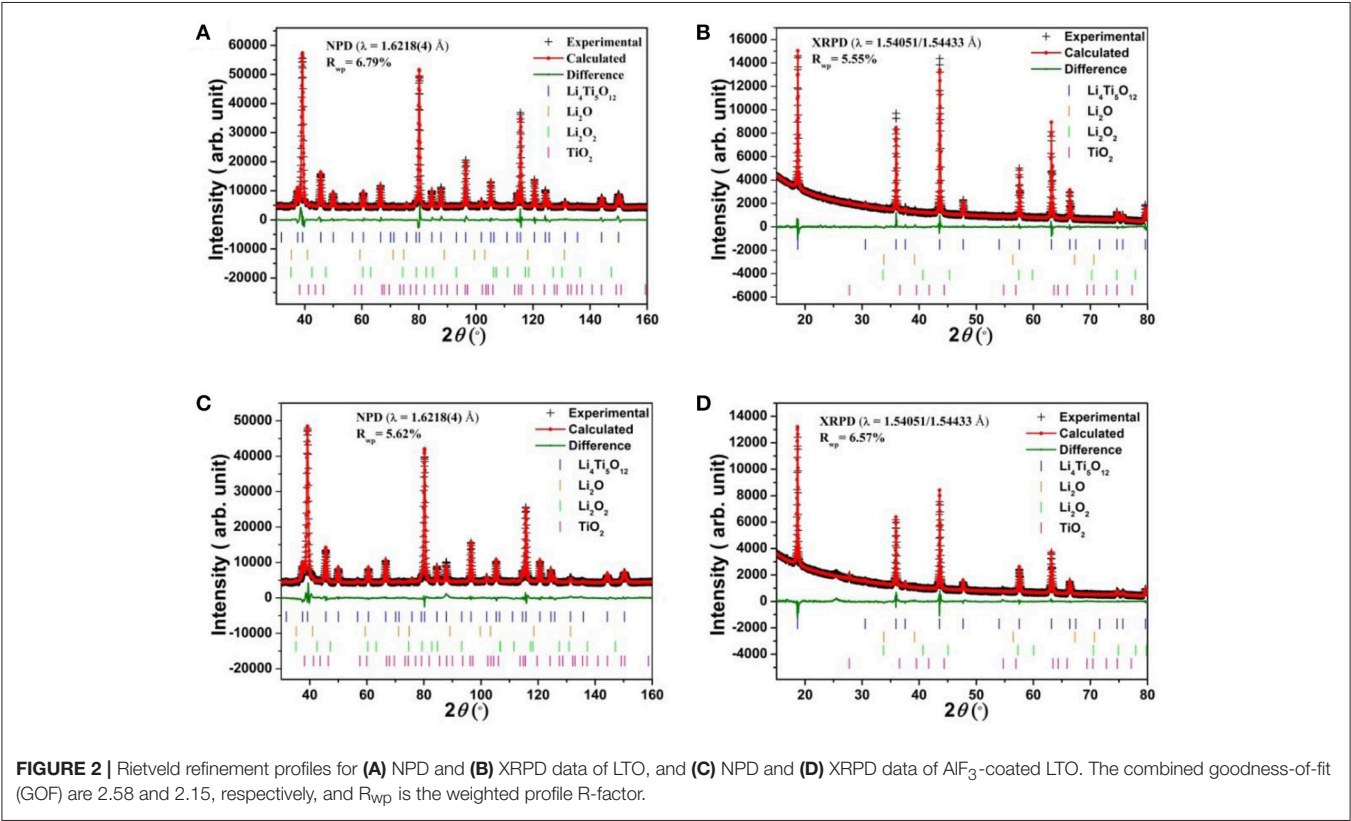 A
NPD (λ = 1.6218(4) Å)
R_wp = 6.79%
Experimental
Calculated
Difference
Li₄Ti₅O₁₂
Li₂O
Li₂O₂
TiO₂
Intensity ( arb. unit)
60000
50000
40000
30000
20000
10000
0
-10000
-20000
40 60 80 100 120 140 160
2θ (°)
B
XRPD (λ = 1.54051/1.54433 Å)
R_wp = 5.55%
Experimental
Calculated
Difference
Li₄Ti₅O₁₂
Li₂O
Li₂O₂
TiO₂
Intensity ( arb. unit)
16000
14000
12000
10000
8000
6000
4000
2000
0
-2000
-4000
-6000
20 30 40 50 60 70 80
2θ (°)
C
NPD (λ = 1.6218(4) Å)
R_wp = 5.62%
Experimental
Calculated
Difference
Li₄Ti₅O₁₂
Li₂O
Li₂O₂
TiO₂
Intensity ( arb. unit)
50000
40000
30000
20000
10000
0
-10000
-20000
40 60 80 100 120 140 160
2θ (°)
D
XRPD (λ = 1.54051/1.54433 Å)
R_wp = 6.57%
Experimental
Calculated
Difference
Li₄Ti₅O₁₂
Li₂O
Li₂O₂
TiO₂
Intensity ( arb. unit)
14000
12000
10000
8000
6000
4000
2000
0
-2000
-4000
20 30 40 50 60 70 80
2θ (°)
FIGURE 2 | Rietveld refinement profiles for (A) NPD and (B) XRPD data of LTO, and (C) NPD and (D) XRPD data of AlF₃-coated LTO. The combined goodness-of-fit
(GOF) are 2.58 and 2.15, respectively, and R_wp is the weighted profile R-factor.